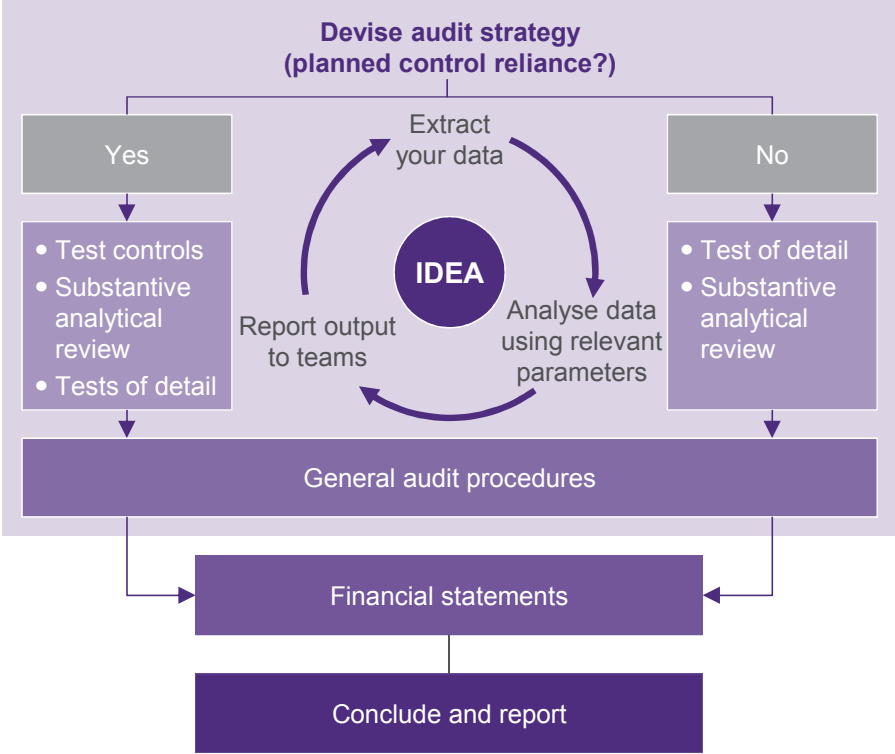 Devise audit strategy
(planned control reliance?)
Yes
Extract
your data
No
• Test controls
• Substantive
analytical
review
• Tests of detail
IDEA
Report output
to teams
Analyse data
using relevant
parameters
• Test of detail
• Substantive
analytical
review
General audit procedures
Financial statements
Conclude and report